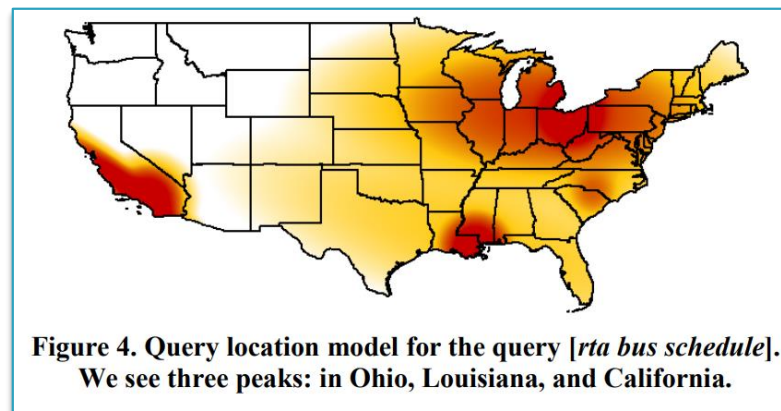 Figure 4. Query location model for the query [rta bus schedule].
We see three peaks: in Ohio, Louisiana, and California.